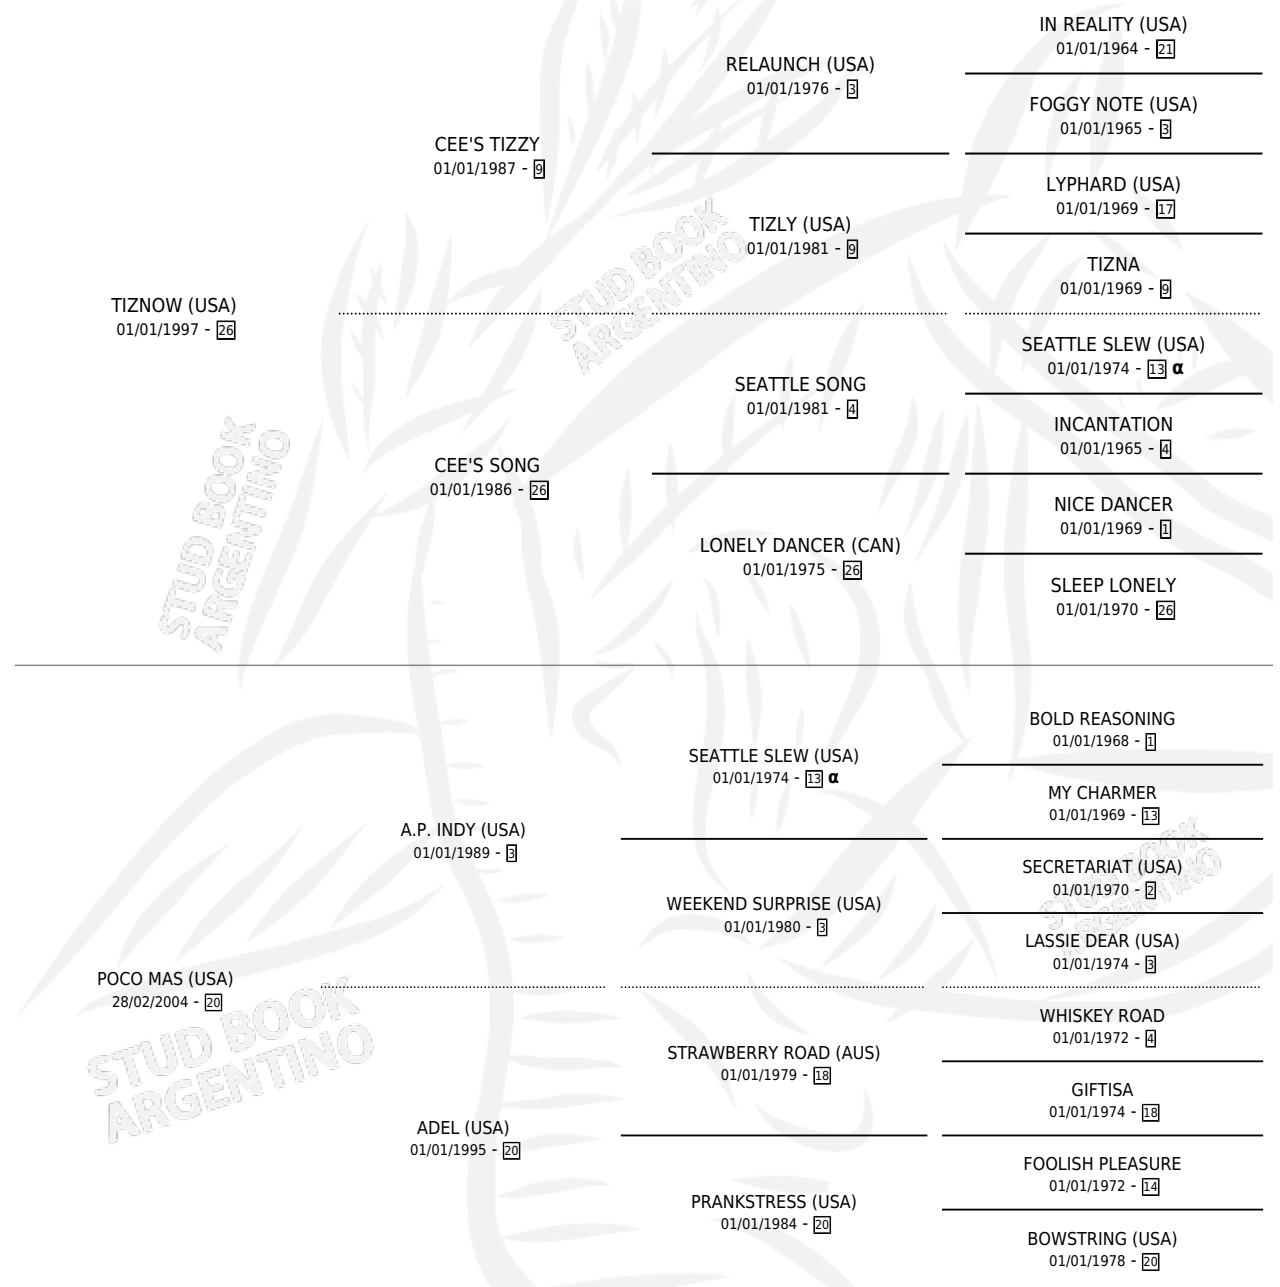 IN REALITY (USA)
01/01/1964 - 21
RELAUNCH (USA)
01/01/1976 - 3
FOGGY NOTE (USA)
01/01/1965 - 3
CEE'S TIZZY
01/01/1987 - 9
LYPHARD (USA)
01/01/1969 - 17
TIZLY (USA)
01/01/1981 - 9
TIZNA
01/01/1969 - 9
TIZNOW (USA)
01/01/1997 - 26
SEATTLE SLEW (USA)
01/01/1974 - 13 α
SEATTLE SONG
01/01/1981 - 4
INCANTATION
01/01/1965 - 4
CEE'S SONG
01/01/1986 - 26
NICE DANCER
01/01/1969 - 1
LONELY DANCER (CAN)
01/01/1975 - 26
SLEEP LONELY
01/01/1970 - 26
BOLD REASONING
01/01/1968 - 1
SEATTLE SLEW (USA)
01/01/1974 - 13 α
MY CHARMER
01/01/1969 - 13
A.P. INDY (USA)
01/01/1989 - 3
SECRETARIAT (USA)
01/01/1970 - 2
WEEKEND SURPRISE (USA)
01/01/1980 - 3
LASSIE DEAR (USA)
01/01/1974 - 3
POCO MAS (USA)
28/02/2004 - 20
WHISKEY ROAD
01/01/1972 - 4
STRAWBERRY ROAD (AUS)
01/01/1979 - 18
GIFTISA
01/01/1974 - 18
ADEL (USA)
01/01/1995 - 20
FOOLISH PLEASURE
01/01/1972 - 14
PRANKSTRESS (USA)
01/01/1984 - 20
BOWSTRING (USA)
01/01/1978 - 20
STUD BOOK
ARGENTINO
STUD BOOK
ARGENTINO
STUD BOOK
ARGENTINO
STUD BOOK
ARGENTINO